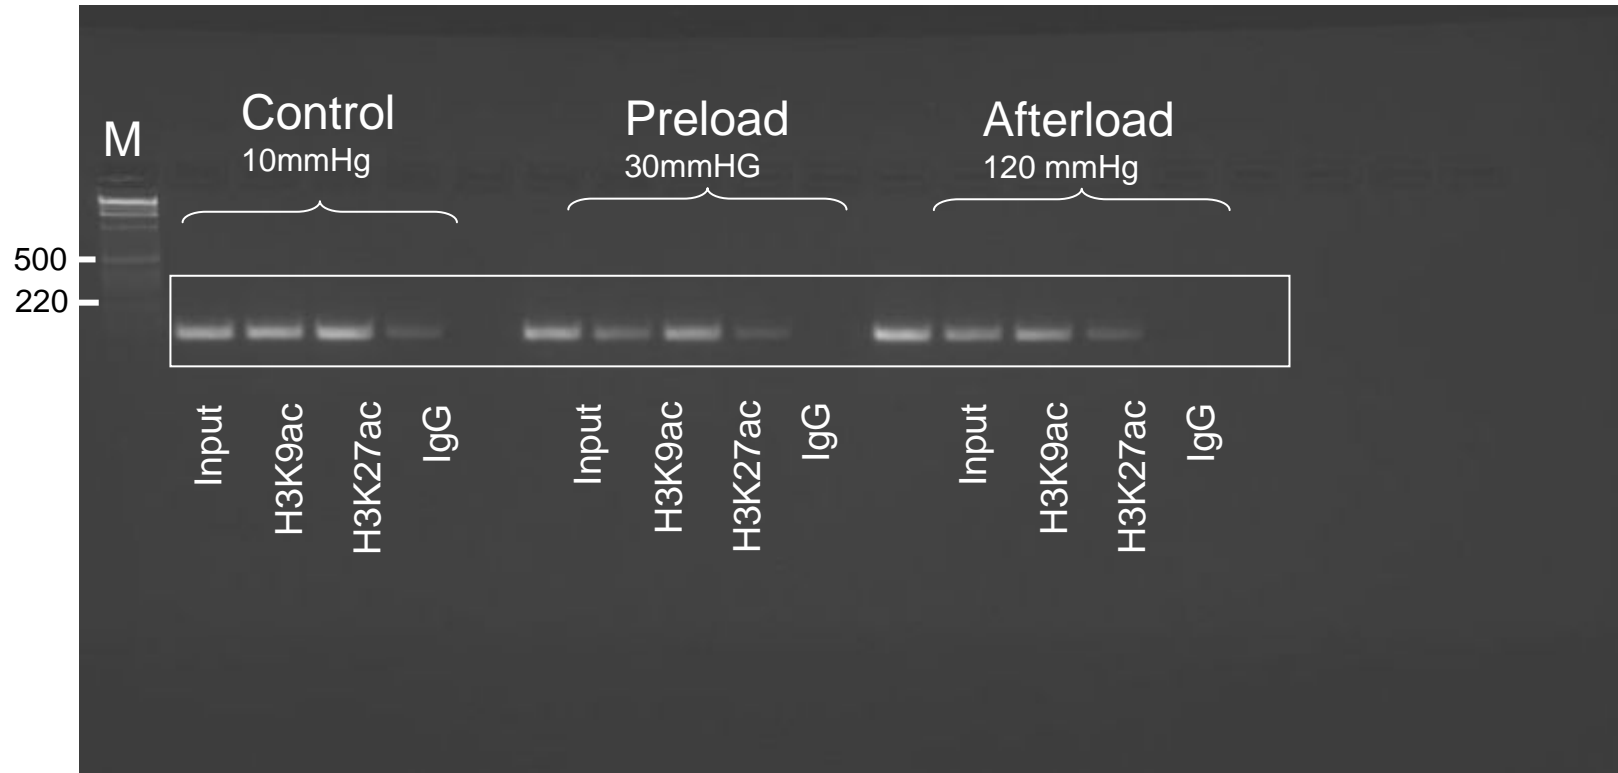 M
Control
10mmHg
Preload
30mmHG
Afterload
120 mmHg
500
220
Input
H3K9ac
H3K27ac
IgG
Input
H3K9ac
H3K27ac
IgG
Input
H3K9ac
H3K27ac
IgG